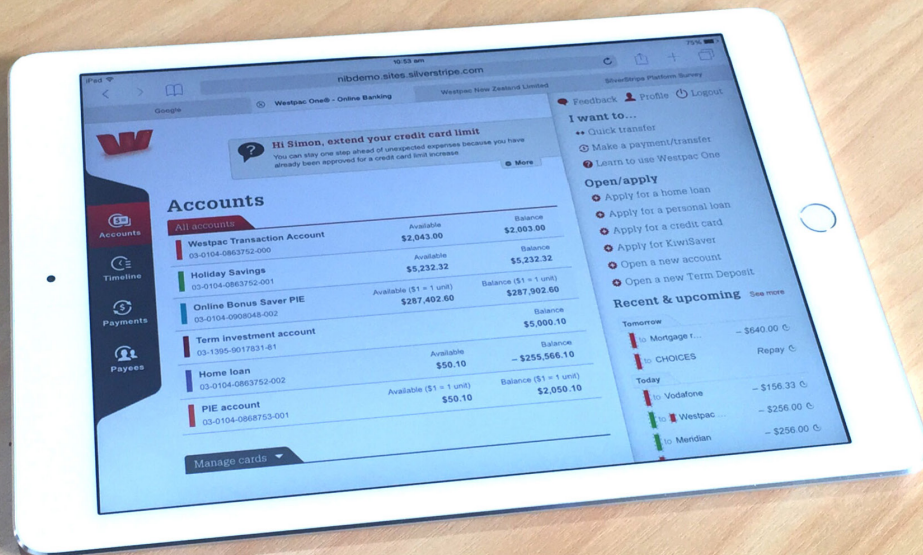 iPad
10:53 am
75%
nibdemo.sites.silverstripe.com
Google
Westpac One® - Online Banking
Westpac New Zealand Limited
SilverStripe Platform Survey
Feedback
Profile
Logout
Hi Simon, extend your credit card limit
You can stay one step ahead of unexpected expenses because you have
already been approved for a credit card limit increase
More
Accounts
Timeline
Payments
Payees
Accounts
All accounts
Westpac Transaction Account
03-0104-0863752-000
Available
$2,043.00
Balance
$2,003.00
Holiday Savings
03-0104-0863752-001
Available
$5,232.32
Balance
$5,232.32
Online Bonus Saver PIE
03-0104-0908048-002
Available ($1 = 1 unit)
$287,402.60
Balance ($1 = 1 unit)
$287,902.60
Term investment account
03-1395-9017831-81
Balance
$5,000.10
Home loan
03-0104-0863752-002
Available
$50.10
Balance
– $255,566.10
PIE account
03-0104-0868753-001
Available ($1 = 1 unit)
$50.10
Balance ($1 = 1 unit)
$2,050.10
Manage cards
I want to...
Quick transfer
Make a payment/transfer
Learn to use Westpac One
Open/apply
Apply for a home loan
Apply for a personal loan
Apply for a credit card
Apply for KiwiSaver
Open a new account
Open a new Term Deposit
Recent & upcoming
See more
Tomorrow
to Mortgage r...
– $640.00
to CHOICES
Repay
Today
to Vodafone
– $156.33
to Westpac
– $256.00
to Meridian
– $256.00